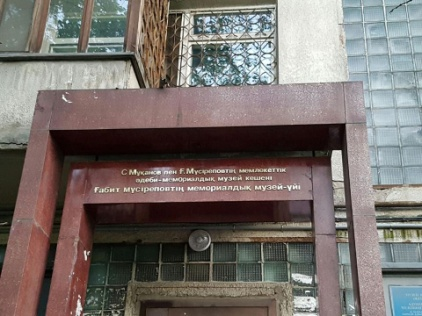 С.Мұқанов пен Ғ.Мүсіреповтің мемлекеттік
әдеби-мемориалдық музей кешені
Ғабит мүсіреповтің мемориалдық музей-үйі